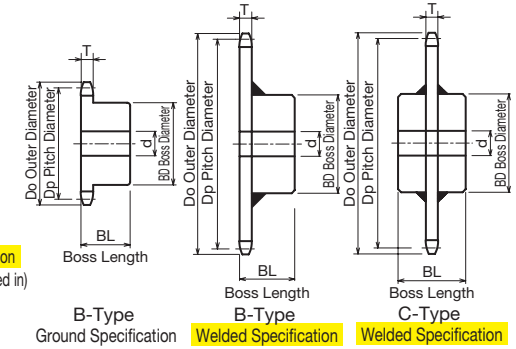 T
Do Outer Diameter
Dp Pitch Diameter
d
BD Boss Diameter
BL
Boss Length
B-Type
Ground Specification
T
Do Outer Diameter
Dp Pitch Diameter
d
BD Boss Diameter
BL
Boss Length
B-Type
Welded Specification
T
Do Outer Diameter
Dp Pitch Diameter
d
BD Boss Diameter
BL
Boss Length
C-Type
Welded Specification
on
ed in)